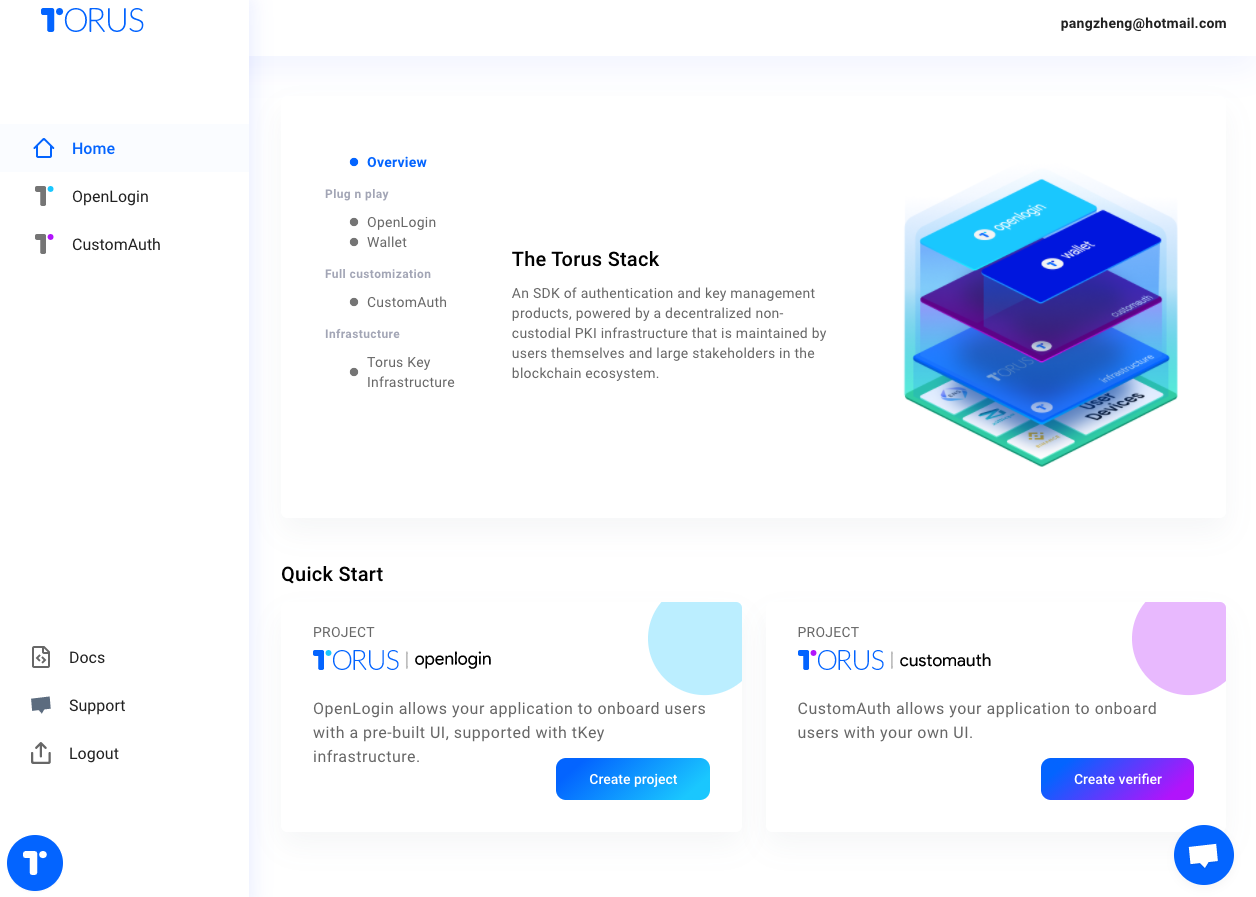 TORUS
pangzheng@hotmail.com
Home
OpenLogin
CustomAuth
Overview
Plug n play
OpenLogin
Wallet
Full customization
CustomAuth
Infrastucture
Torus Key
Infrastructure
The Torus Stack
An SDK of authentication and key management
products, powered by a decentralized non-
custodial PKI infrastructure that is maintained by
users themselves and large stakeholders in the
blockchain ecosystem.
openlogin
wallet
customauth
TORUS
infrastructure
User
Devices
Quick Start
PROJECT
TORUS | openlogin
OpenLogin allows your application to onboard users
with a pre-built UI, supported with tKey
infrastructure.
Create project
PROJECT
TORUS | customauth
CustomAuth allows your application to onboard
users with your own UI.
Create verifier
Docs
Support
Logout